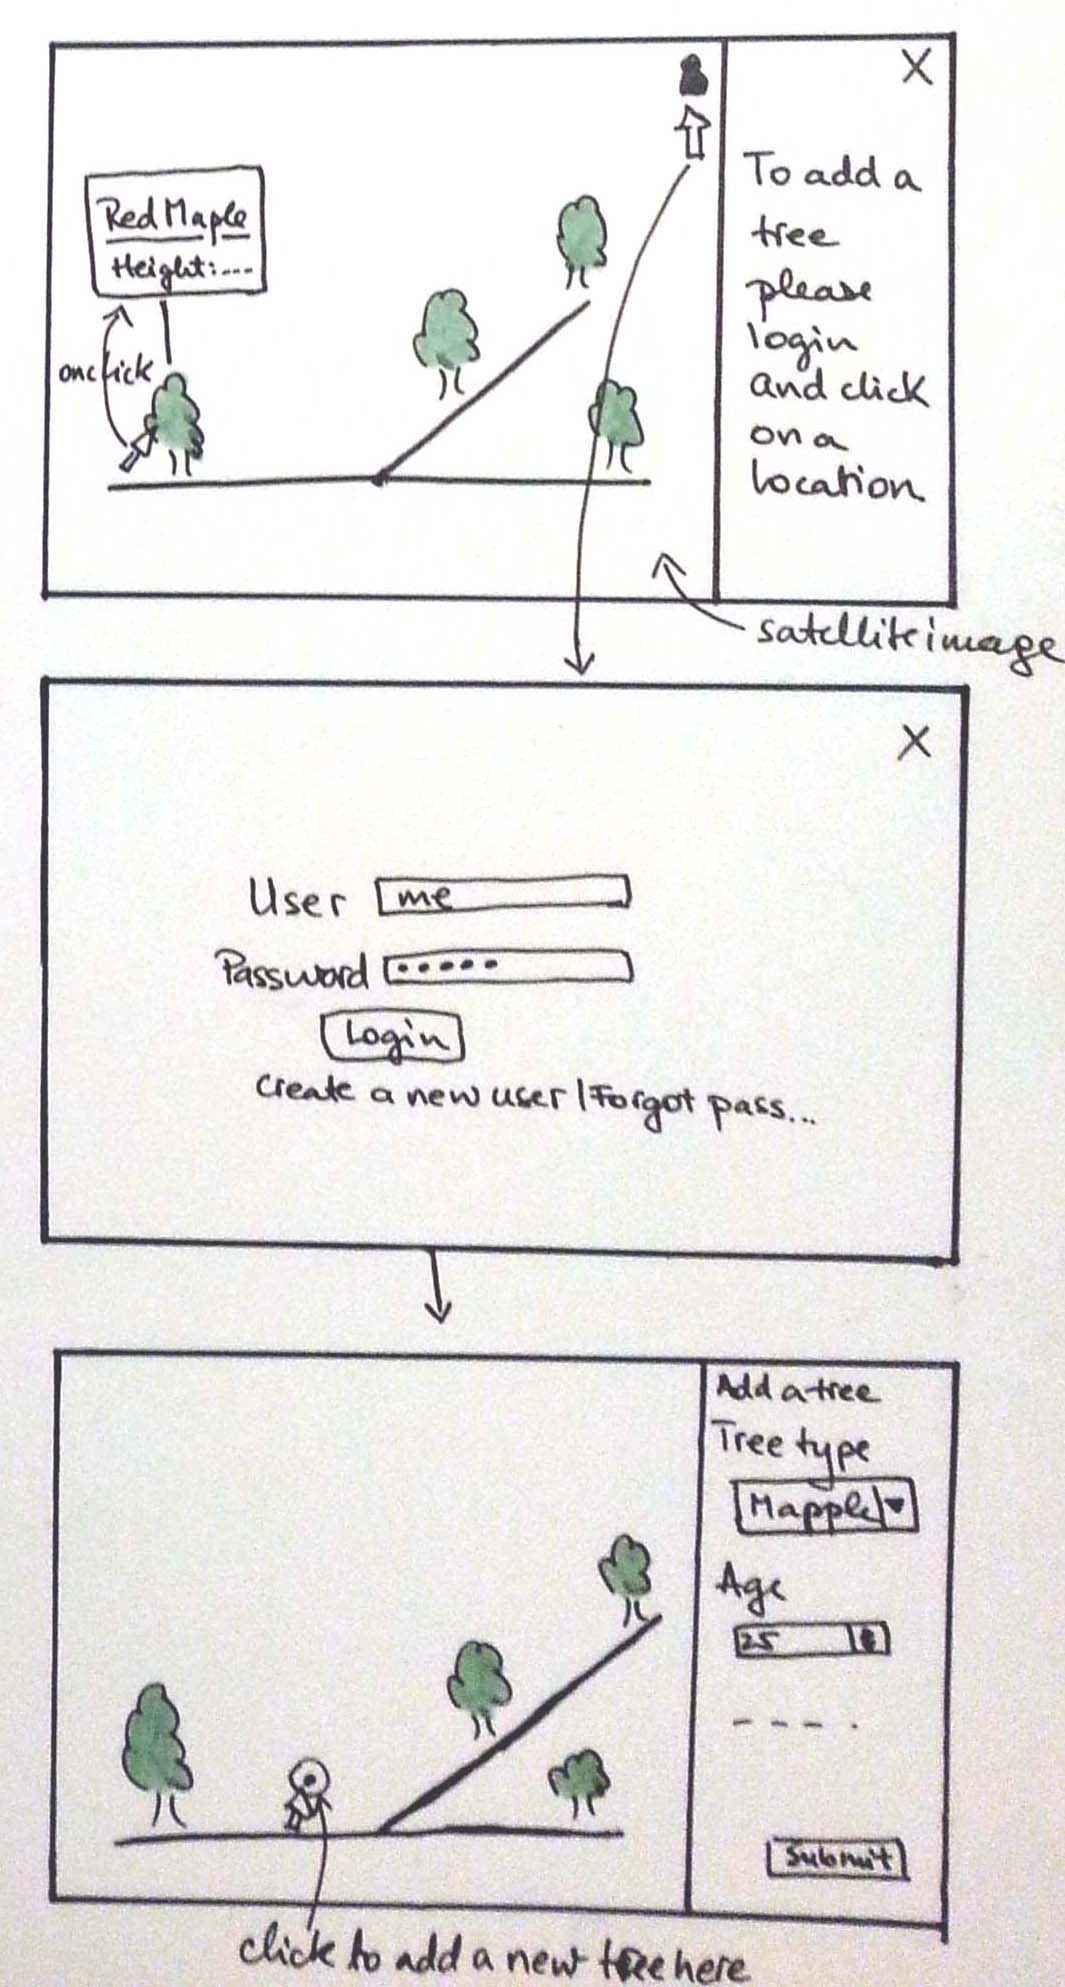 X
To add a
tree
please
login
and click
on a
location
Red Maple
Height:---
onclick
satellite image
X
User me
Password •••••
Login
create a new user | Forgot pass...
Add a tree
Tree type
Mapple
Age
25
Submit
click to add a new tree here